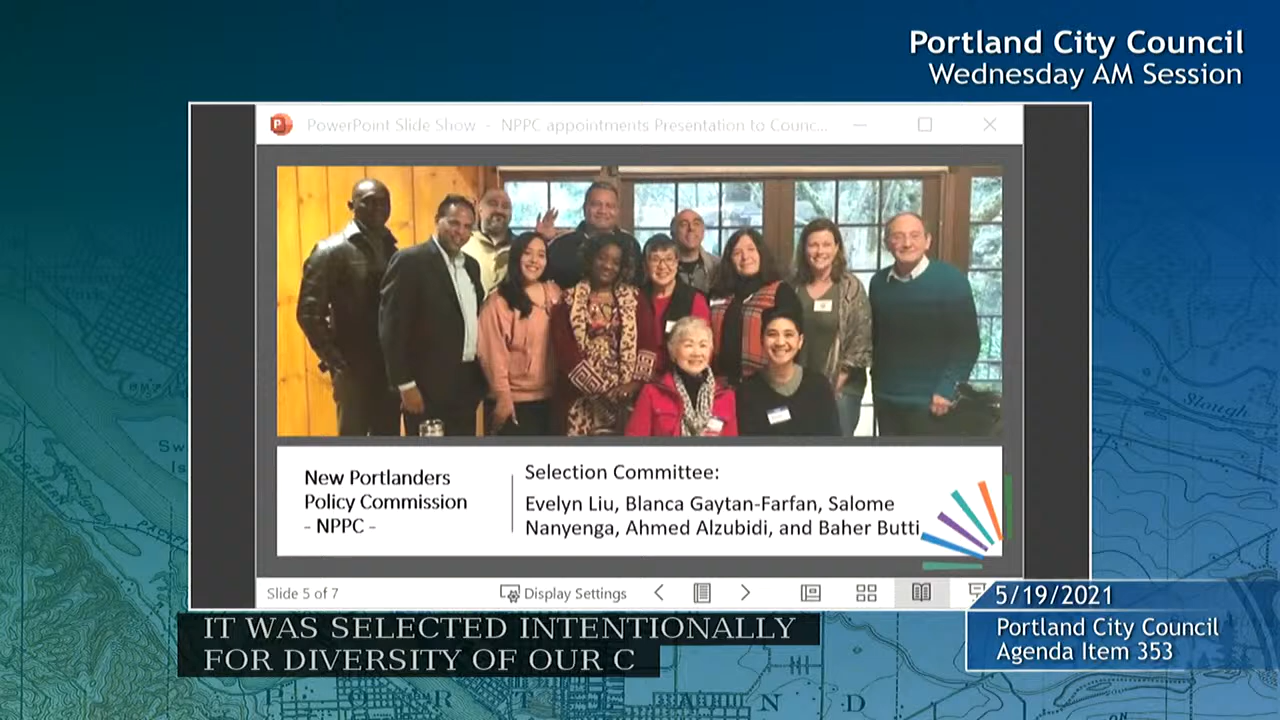 Portland City Council
Wednesday AM Session
PowerPoint Slide Show - NPPC appointments Presentation to Counc...
New Portlanders
Policy Commission
- NPPC -
Selection Committee:
Evelyn Liu, Blanca Gaytan-Farfan, Salome
Nanyenga, Ahmed Alzubidi, and Baher Butti
Slide 5 of 7
Display Settings
5/19/2021
Portland City Council
Agenda Item 353
IT WAS SELECTED INTENTIONALLY
FOR DIVERSITY OF OUR C
Slough
P O R T L A N D